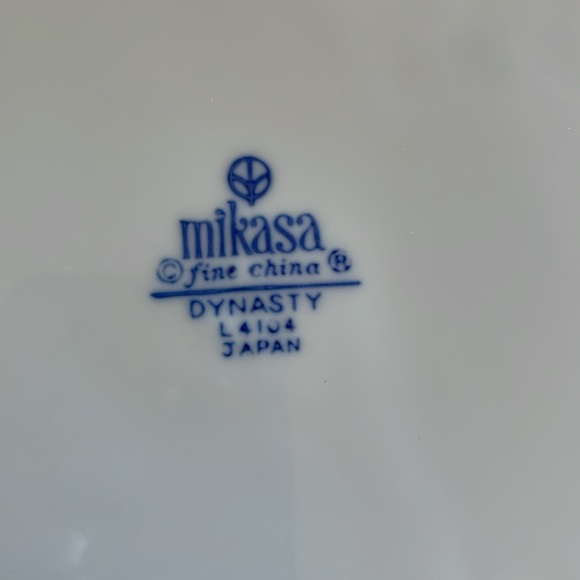 mikasa
© fine china ®
DYNASTY
L4104
JAPAN